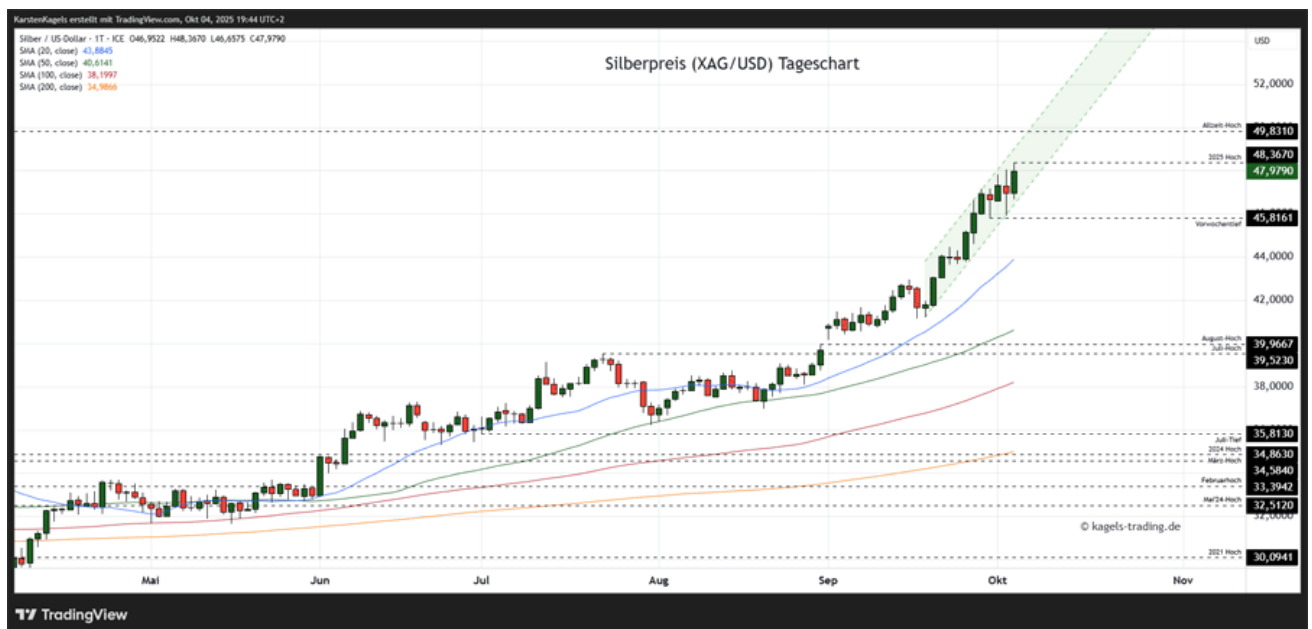 KarstenKagels erstellt mit TradingView.com, Okt 04, 2025 19:44 UTC+2
Silber / US-Dollar · 1T · ICE O46,9522 H48,3670 L46,6575 C47,9790
SMA (20, close) 43,8845
SMA (50, close) 40,6141
SMA (100, close) 38,1997
SMA (200, close) 34,9866
Silberpreis (XAG/USD) Tageschart
USD
52,0000
Allzeit-Hoch 49,8310
2025 Hoch 48,3670
47,9790
45,8161
Vorwochentief
44,0000
42,0000
August-Hoch 39,9667
Juli-Hoch 39,5230
38,0000
35,8130
Juli-Tief
2024 Hoch 34,8630
März-Hoch 34,5840
Februarhoch 33,3942
Mai'24-Hoch 32,5120
32,0000
© kagels-trading.de
2021 Hoch 30,0941
Mai Jun Jul Aug Sep Okt Nov
TradingView